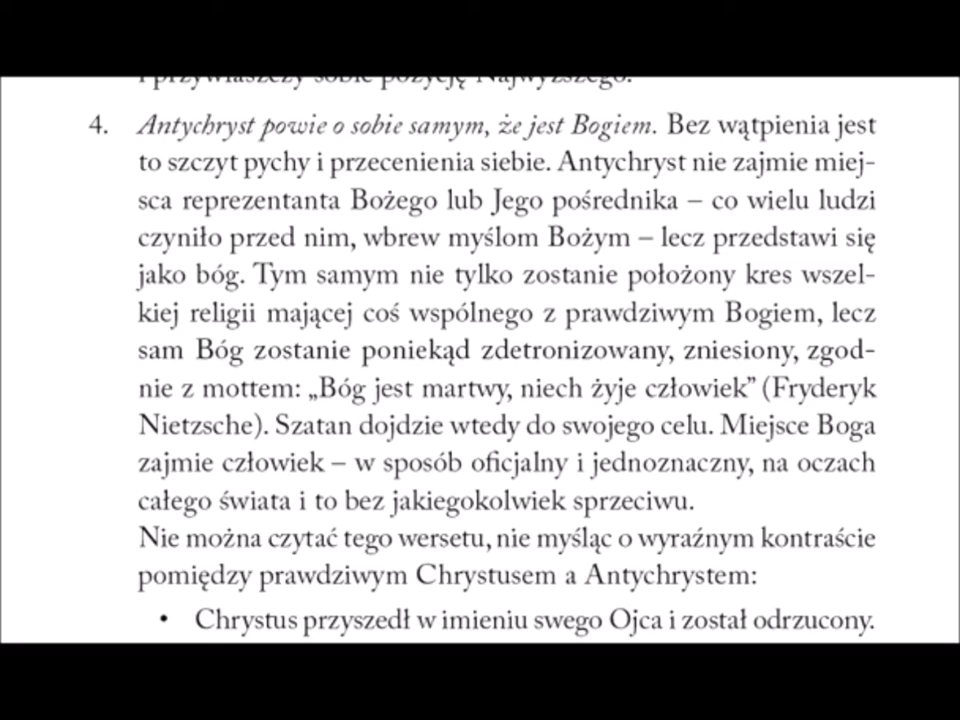 i przywłaszczy sobie pozycję Najwyższego.
4. Antychryst powie o sobie samym, że jest Bogiem. Bez wątpienia jest
to szczyt pychy i przecenienia siebie. Antychryst nie zajmie miej-
sca reprezentanta Bożego lub Jego pośrednika – co wielu ludzi
czyniło przed nim, wbrew myślom Bożym – lecz przedstawi się
jako bóg. Tym samym nie tylko zostanie położony kres wszel-
kiej religii mającej coś wspólnego z prawdziwym Bogiem, lecz
sam Bóg zostanie poniekąd zdetronizowany, zniesiony, zgod-
nie z mottem: „Bóg jest martwy, niech żyje człowiek” (Fryderyk
Nietzsche). Szatan dojdzie wtedy do swojego celu. Miejsce Boga
zajmie człowiek – w sposób oficjalny i jednoznaczny, na oczach
całego świata i to bez jakiegokolwiek sprzeciwu.
Nie można czytać tego wersetu, nie myśląc o wyraźnym kontraście
pomiędzy prawdziwym Chrystusem a Antychrystem:
• Chrystus przyszedł w imieniu swego Ojca i został odrzucony.